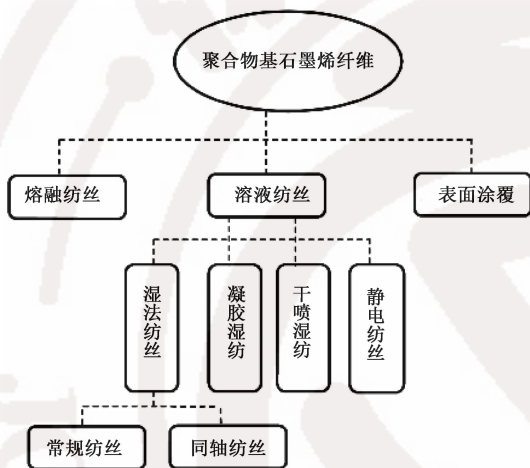 聚合物基石墨烯纤维
熔融纺丝
溶液纺丝
表面涂覆
湿法纺丝
凝胶湿纺
干喷湿纺
静电纺丝
常规纺丝
同轴纺丝